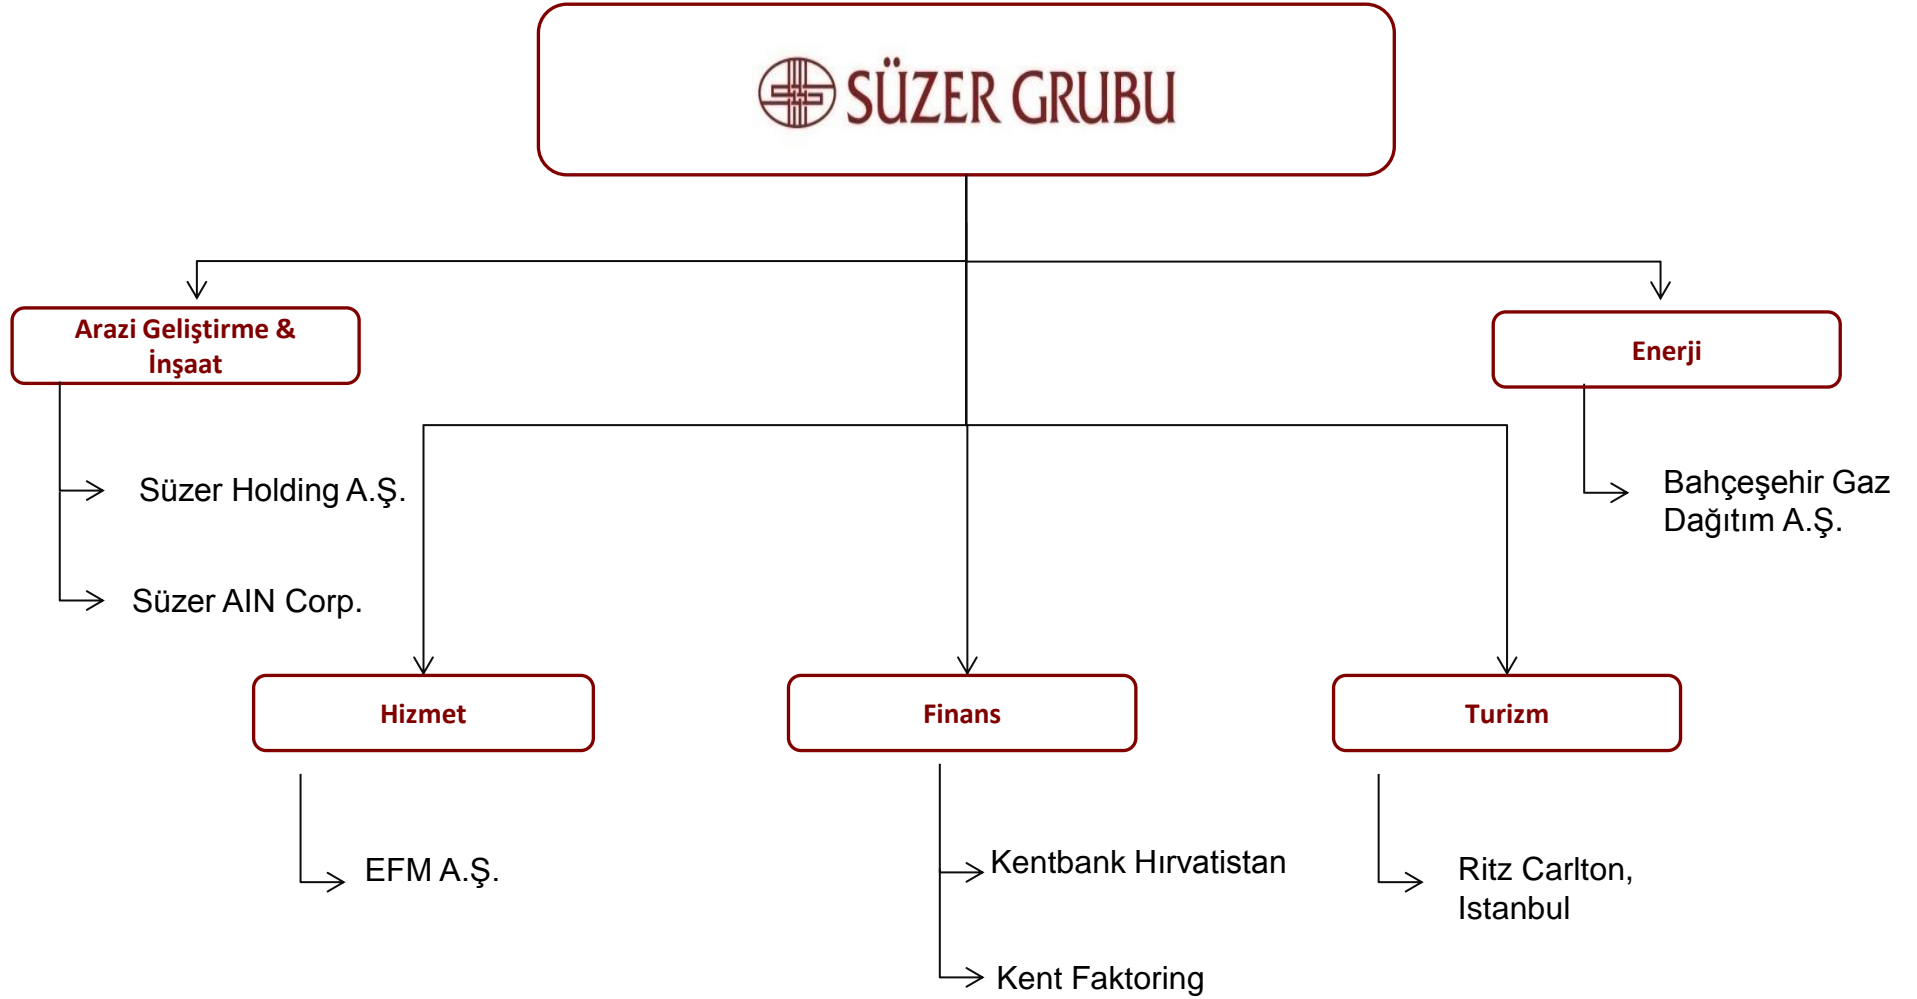 SÜZER GRUBU
Arazi Geliştirme &
İnşaat
Enerji
Süzer Holding A.Ş.
Bahçeşehir Gaz
Dağıtım A.Ş.
Süzer AIN Corp.
Hizmet
Finans
Turizm
EFM A.Ş.
Kentbank Hırvatistan
Ritz Carlton,
Istanbul
Kent Faktoring